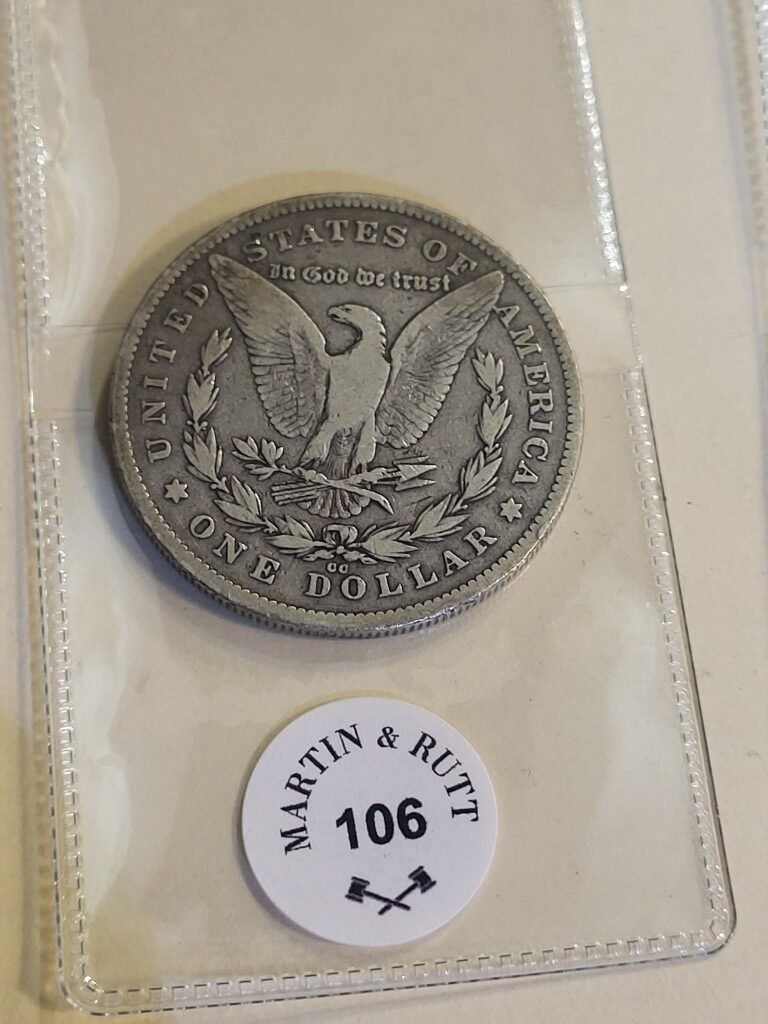 UNITED STATES OF AMERICA
In God we trust
CC
ONE DOLLAR
MARTIN & RUTT
106